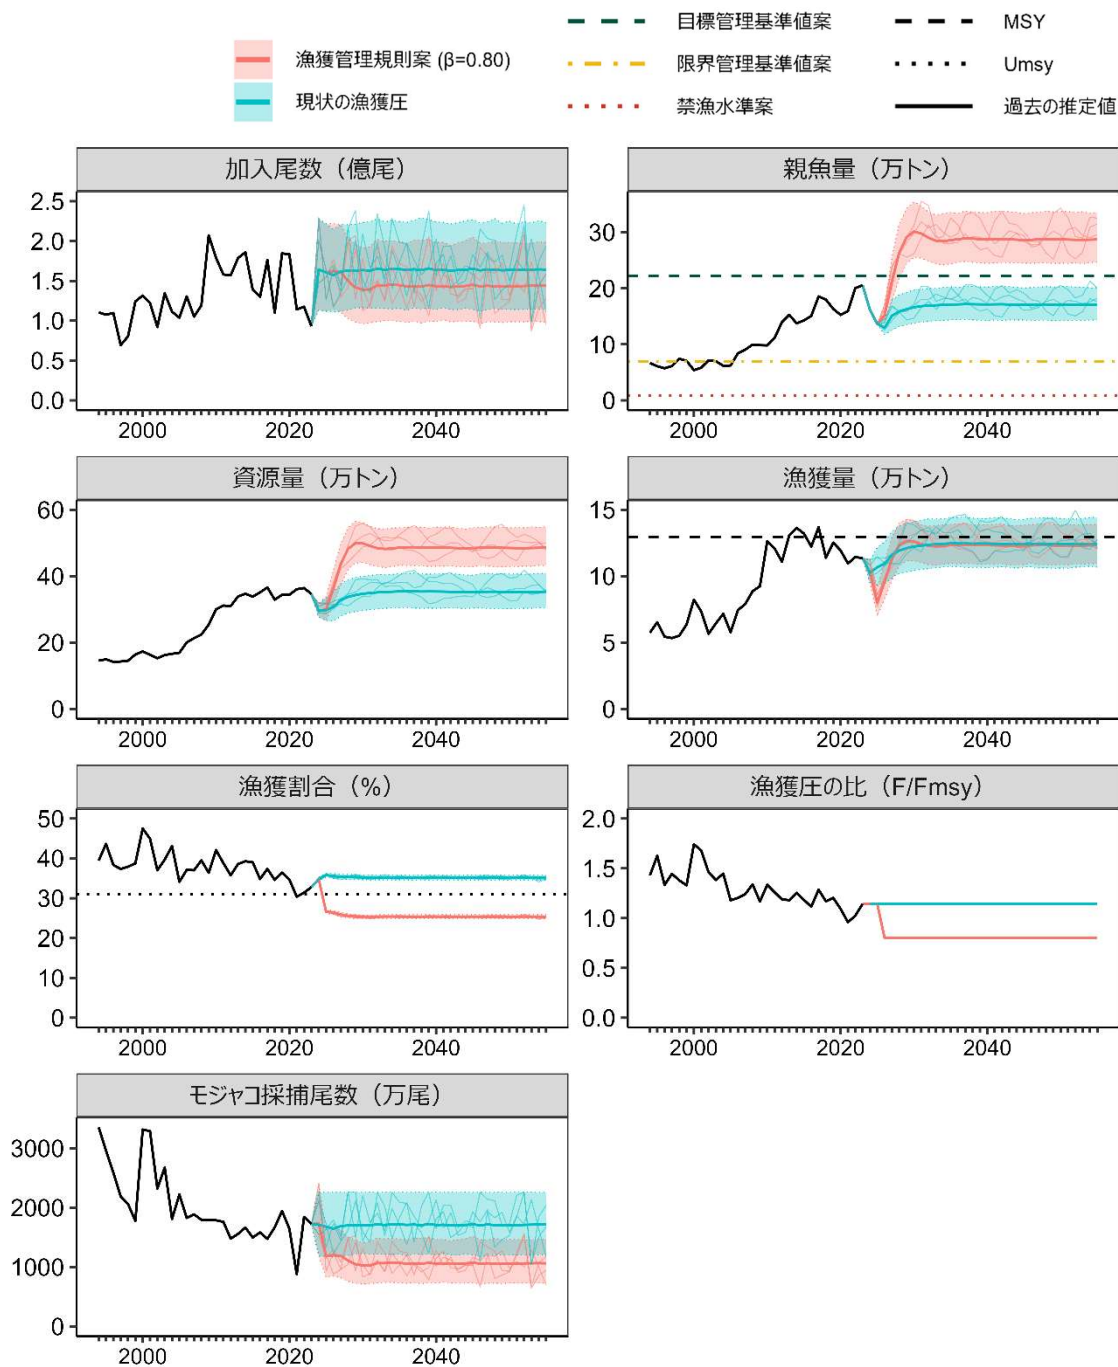 目標管理基準値案
MSY
漁獲管理規則案 (β=0.80)
限界管理基準値案
Umsy
現状の漁獲圧
禁漁水準案
過去の推定値
加入尾数（億尾）
2.5
2.0
1.5
1.0
0.5
0.0
2000 2020 2040
親魚量（万トン）
30
20
10
0
2000 2020 2040
資源量（万トン）
60
40
20
0
2000 2020 2040
漁獲量（万トン）
15
10
5
0
2000 2020 2040
漁獲割合（%）
50
40
30
20
10
0
2000 2020 2040
漁獲圧の比（F/Fmsy）
2.0
1.5
1.0
0.5
0.0
2000 2020 2040
モジャコ採捕尾数（万尾）
3000
2000
1000
0
2000 2020 2040